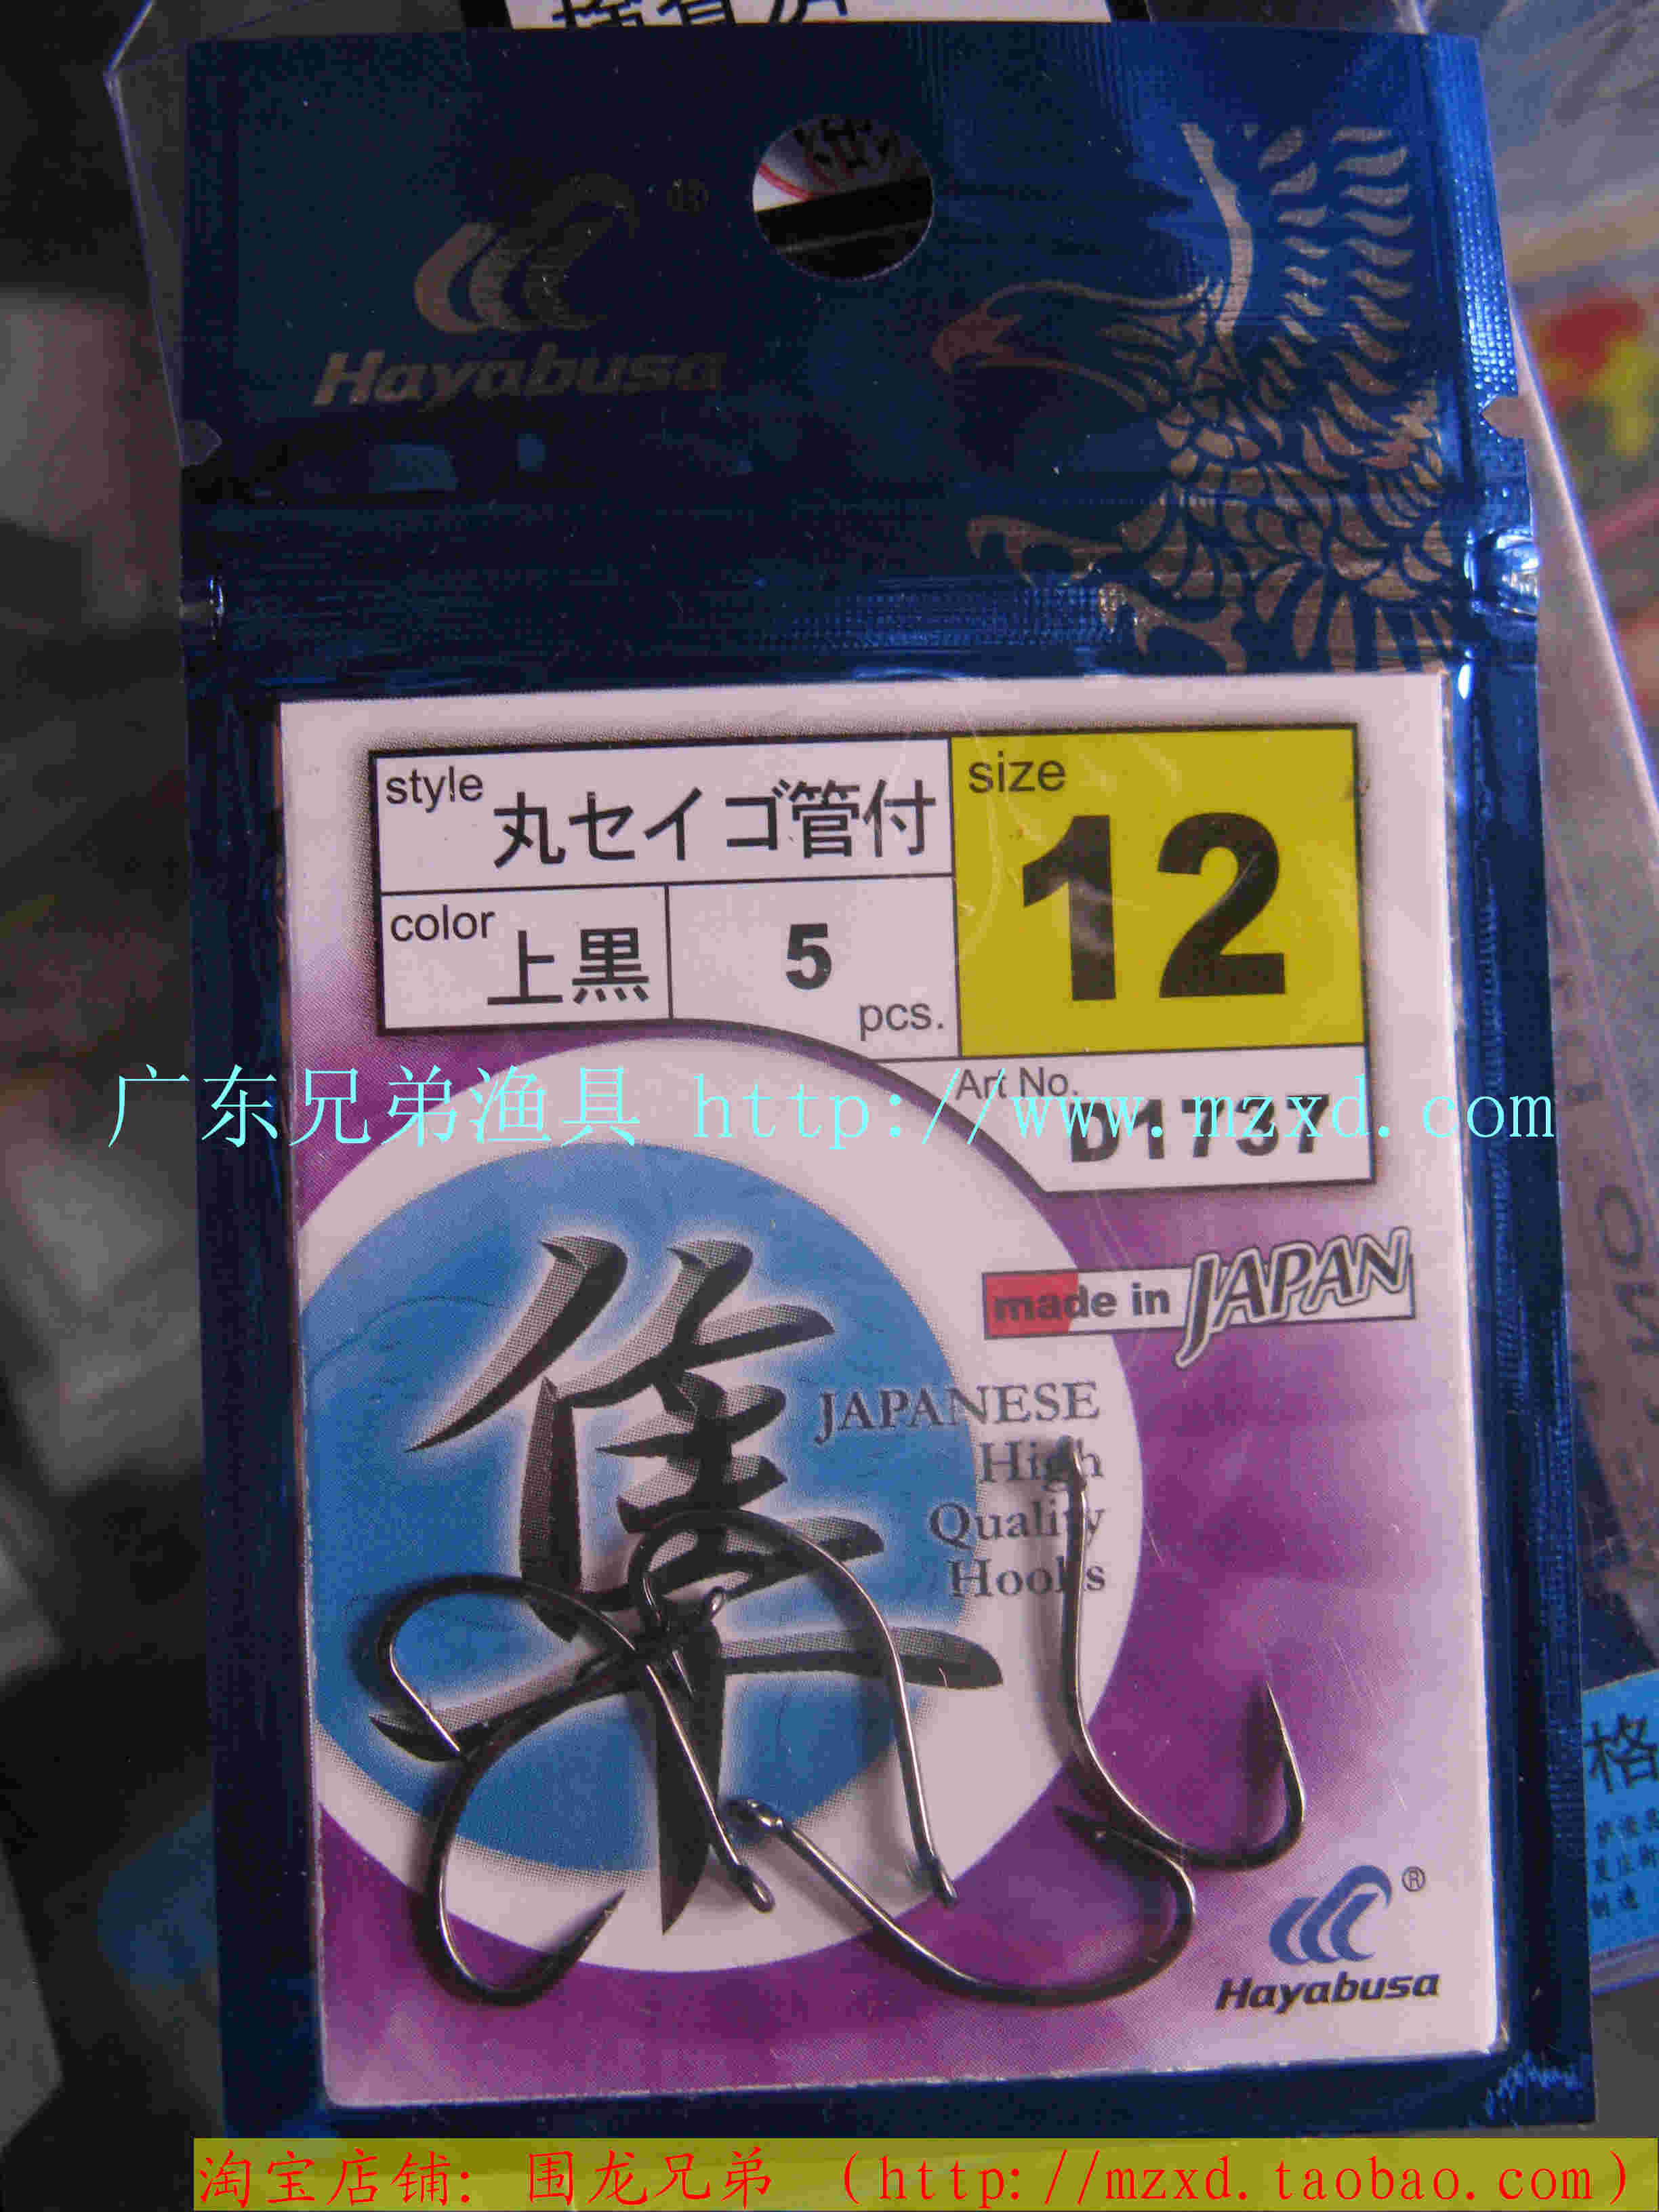 Hayabusa
style 丸セイゴ管付
size 12
color 上黒
5 pcs.
Art No. D1737
广东兄弟渔具 http://www.mzxd.com
made in JAPAN
隼
JAPANESE
High
Quality
Hooks
®
Hayabusa
格
淘宝店铺: 围龙兄弟 (http://mzxd.taobao.com)